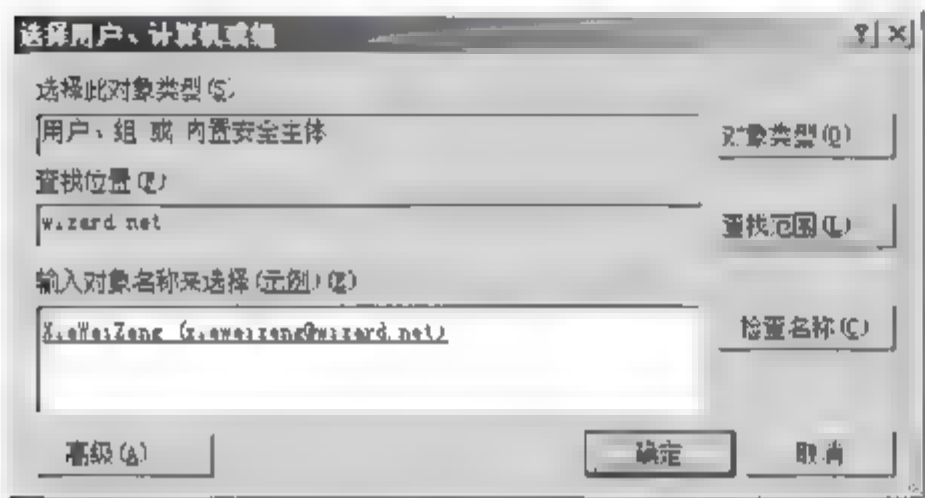 选择用户、计算机或组
选择此对象类型(S)
用户、组 或 内置安全主体
对象类型(O)
查找位置(F)
wizard.net
查找范围(L)
输入对象名称来选择(示例)(E)
XieWeiZeng (xieweizeng@wizard.net)
检查名称(C)
高级(A)
确定
取消